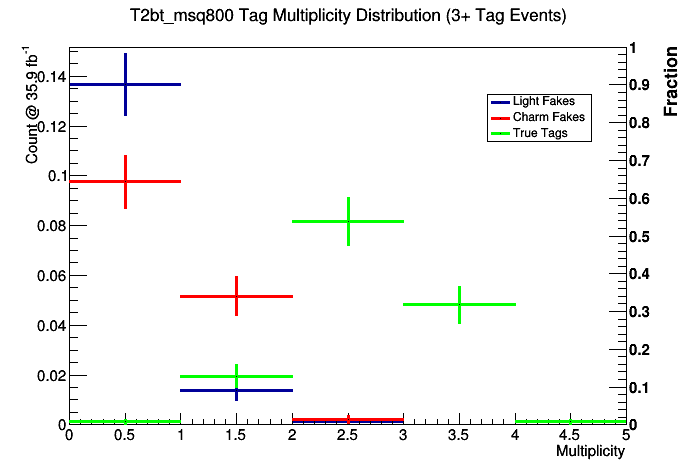 T2bt_msq800 Tag Multiplicity Distribution (3+ Tag Events)
Count @ 35.9 fb⁻¹
0.14
0.12
0.1
0.08
0.06
0.04
0.02
0
Light Fakes
Charm Fakes
True Tags
1
0.9
0.8
0.7
0.6
0.5
0.4
0.3
0.2
0.1
0
Fraction
0 0.5 1 1.5 2 2.5 3 3.5 4 4.5 5
Multiplicity